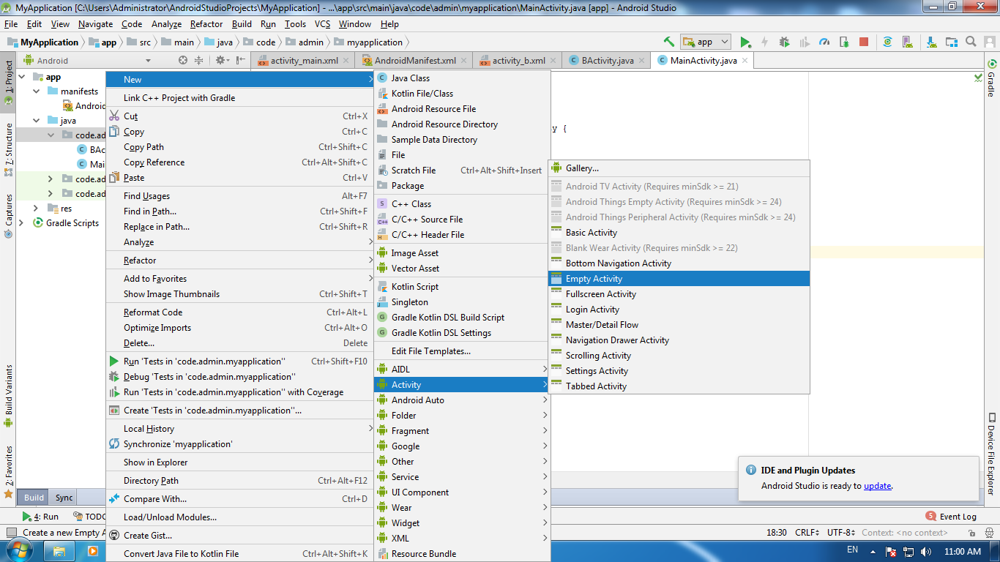 MyApplication [C:\Users\Administrator\AndroidStudioProjects\MyApplication] - ...\app\src\main\java\code\admin\myapplication\MainActivity.java [app] - Android Studio
File Edit View Navigate Code Analyze Refactor Build Run Tools VCS Window Help
MyApplication app src main java code admin myapplication app
1: Project
7: Structure
Captures
Build Variants
2: Favorites
Android
activity_main.xml AndroidManifest.xml activity_b.xml BActivity.java MainActivity.java
app
manifests
Android
java
code.ad
BAc
Mai
code.ad
code.ad
res
Gradle Scripts
New
Link C++ Project with Gradle
Cut Ctrl+X
Copy Ctrl+C
Copy Path Ctrl+Shift+C
Copy Reference Ctrl+Alt+Shift+C
Paste Ctrl+V
Find Usages Alt+F7
Find in Path... Ctrl+Shift+F
Replace in Path... Ctrl+Shift+R
Analyze
Refactor
Add to Favorites
Show Image Thumbnails Ctrl+Shift+T
Reformat Code Ctrl+Alt+L
Optimize Imports Ctrl+Alt+O
Delete... Delete
Run 'Tests in 'code.admin.myapplication'' Ctrl+Shift+F10
Debug 'Tests in 'code.admin.myapplication''
Run 'Tests in 'code.admin.myapplication'' with Coverage
Create 'Tests in 'code.admin.myapplication''...
Local History
Synchronize 'myapplication'
Show in Explorer
Directory Path Ctrl+Alt+F12
Compare With... Ctrl+D
Load/Unload Modules...
Create Gist...
Convert Java File to Kotlin File Ctrl+Alt+Shift+K
Java Class
Kotlin File/Class
Android Resource File
Android Resource Directory
Sample Data Directory
File
Scratch File Ctrl+Alt+Shift+Insert
Package
C++ Class
C/C++ Source File
C/C++ Header File
Image Asset
Vector Asset
Kotlin Script
Singleton
Gradle Kotlin DSL Build Script
Gradle Kotlin DSL Settings
Edit File Templates...
AIDL
Activity
Android Auto
Folder
Fragment
Google
Other
Service
UI Component
Wear
Widget
XML
Resource Bundle
y {
Gallery...
Android TV Activity (Requires minSdk >= 21)
Android Things Empty Activity (Requires minSdk >= 24)
Android Things Peripheral Activity (Requires minSdk >= 24)
Basic Activity
Blank Wear Activity (Requires minSdk >= 22)
Bottom Navigation Activity
Empty Activity
Fullscreen Activity
Login Activity
Master/Detail Flow
Navigation Drawer Activity
Scrolling Activity
Settings Activity
Tabbed Activity
Gradle
Device File Explorer
IDE and Plugin Updates
Android Studio is ready to update.
Build Sync
4: Run TODO
5 Event Log
Create a new Empty A
18:30 CRLF UTF-8 Context: <no context>
EN 11:00 AM